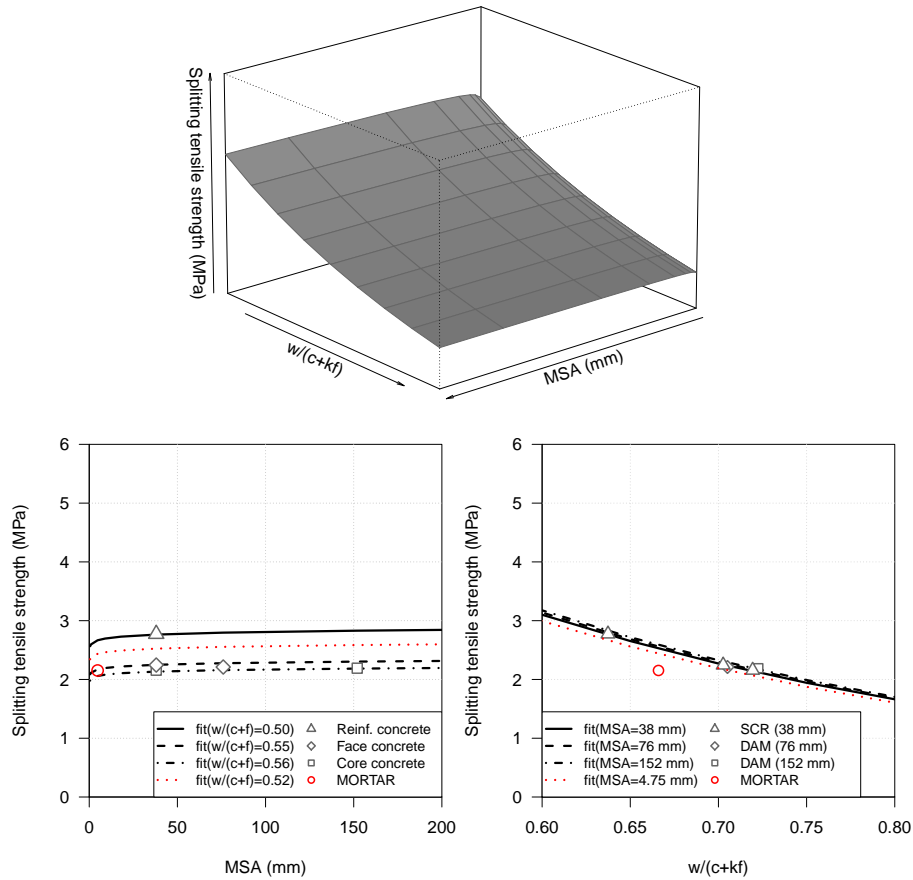 Splitting tensile strength (MPa)
w/(c+kf)
MSA (mm)
6
5
4
3
2
1
0
Splitting tensile strength (MPa)
fit(w/(c+f)=0.50)
fit(w/(c+f)=0.55)
fit(w/(c+f)=0.56)
fit(w/(c+f)=0.52)
Reinf. concrete
Face concrete
Core concrete
MORTAR
0 50 100 150 200
MSA (mm)
6
5
4
3
2
1
0
Splitting tensile strength (MPa)
fit(MSA=38 mm)
fit(MSA=76 mm)
fit(MSA=152 mm)
fit(MSA=4.75 mm)
SCR (38 mm)
DAM (76 mm)
DAM (152 mm)
MORTAR
0.60 0.65 0.70 0.75 0.80
w/(c+kf)